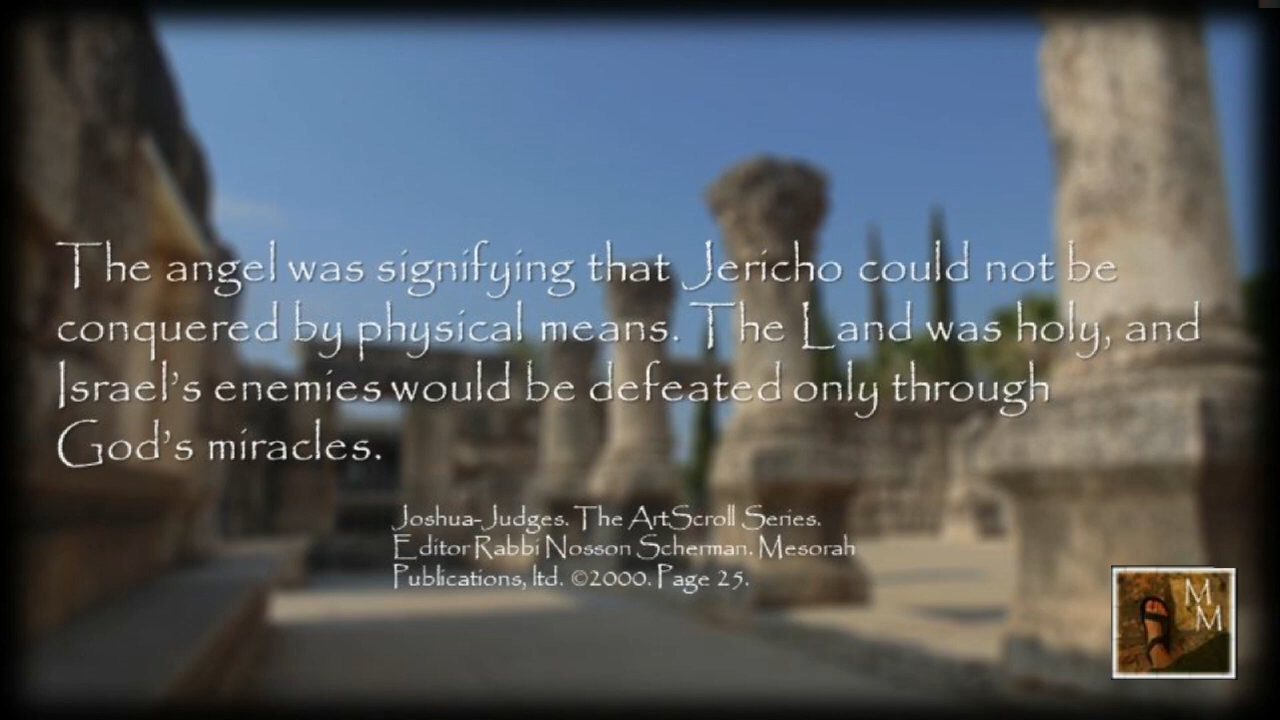 The angel was signifying that Jericho could not be
conquered by physical means. The Land was holy, and
Israel's enemies would be defeated only through
God's miracles.
Joshua-Judges. The ArtScroll Series.
Editor Rabbi Nosson Scherman. Mesorah
Publications, ltd. ©2000. Page 25.
M
M